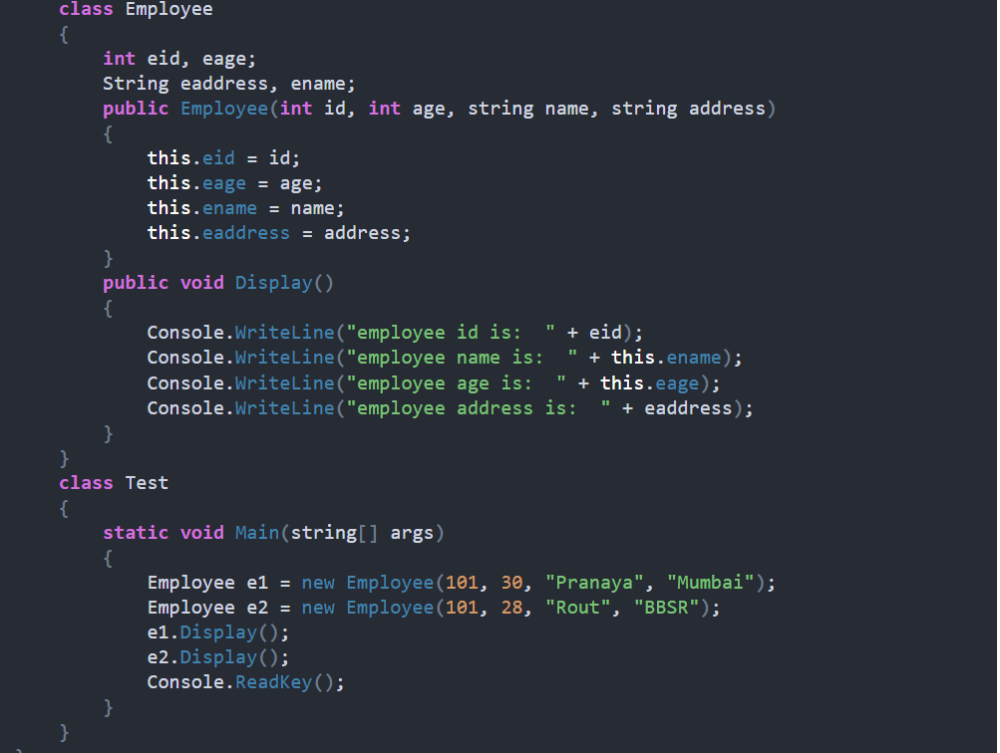 class Employee
{
int eid, eage;
String eaddress, ename;
public Employee(int id, int age, string name, string address)
{
this.eid = id;
this.eage = age;
this.ename = name;
this.eaddress = address;
}
public void Display()
{
Console.WriteLine("employee id is:  " + eid);
Console.WriteLine("employee name is:  " + this.ename);
Console.WriteLine("employee age is:  " + this.eage);
Console.WriteLine("employee address is:  " + eaddress);
}
}
class Test
{
static void Main(string[] args)
{
Employee e1 = new Employee(101, 30, "Pranaya", "Mumbai");
Employee e2 = new Employee(101, 28, "Rout", "BBSR");
e1.Display();
e2.Display();
Console.ReadKey();
}
}
}